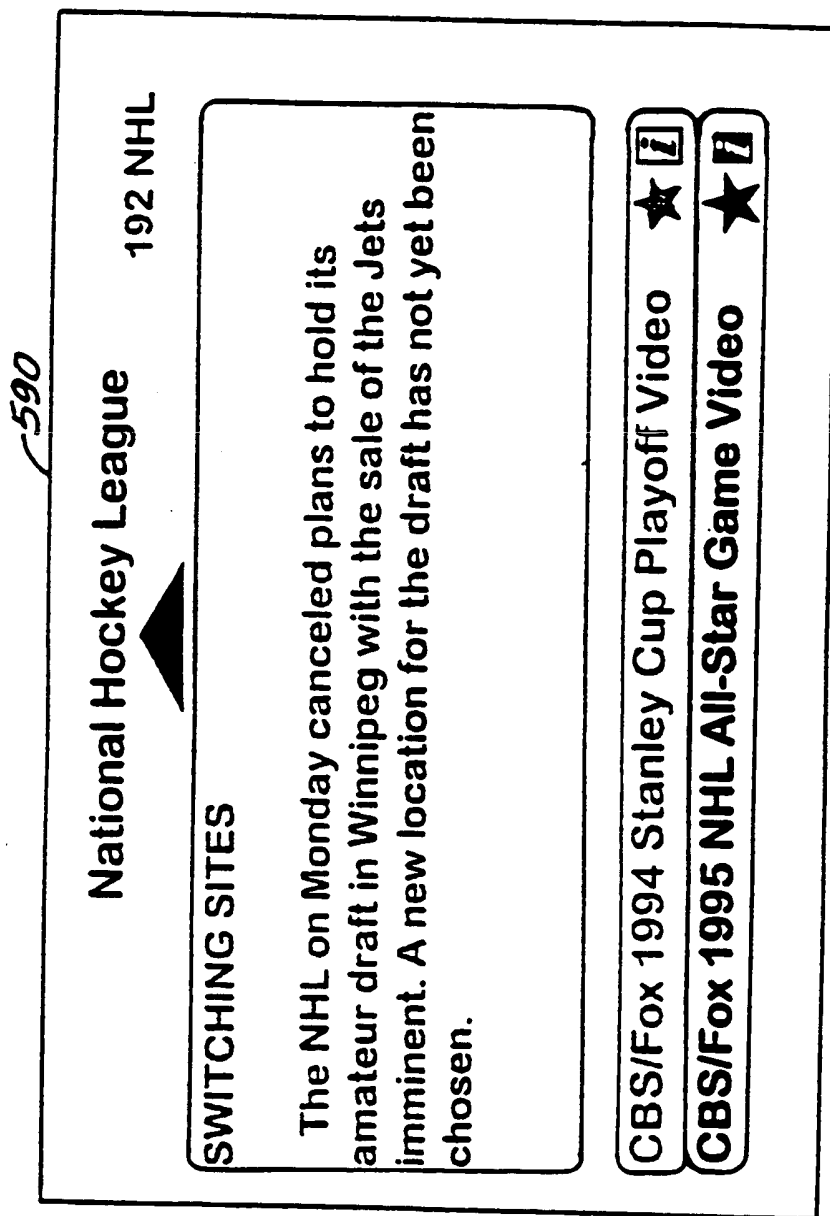 590
National Hockey League
192 NHL
SWITCHING SITES
The NHL on Monday canceled plans to hold its
amateur draft in Winnipeg with the sale of the Jets
imminent. A new location for the draft has not yet been
chosen.
CBS/Fox 1994 Stanley Cup Playoff Video i
CBS/Fox 1995 NHL All-Star Game Video i